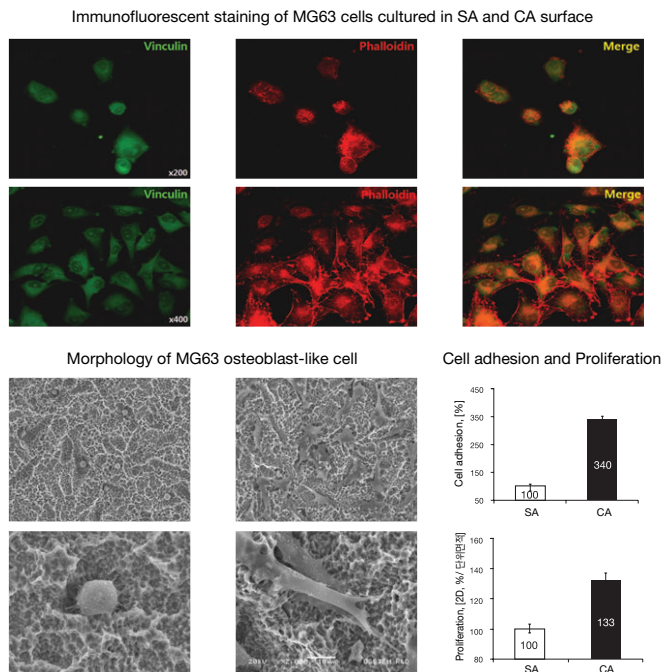 Immunofluorescent staining of MG63 cells cultured in SA and CA surface
Vinculin
Phalloidin
Merge
x200
Vinculin
Phalloidin
Merge
x400
Morphology of MG63 osteoblast-like cell
Cell adhesion and Proliferation
Cell adhesion, [%]
450
350
250
150
50
100
340
SA
CA
Proliferation, [2D, %/ 단위면적]
160
140
120
100
80
100
133
SA
CA